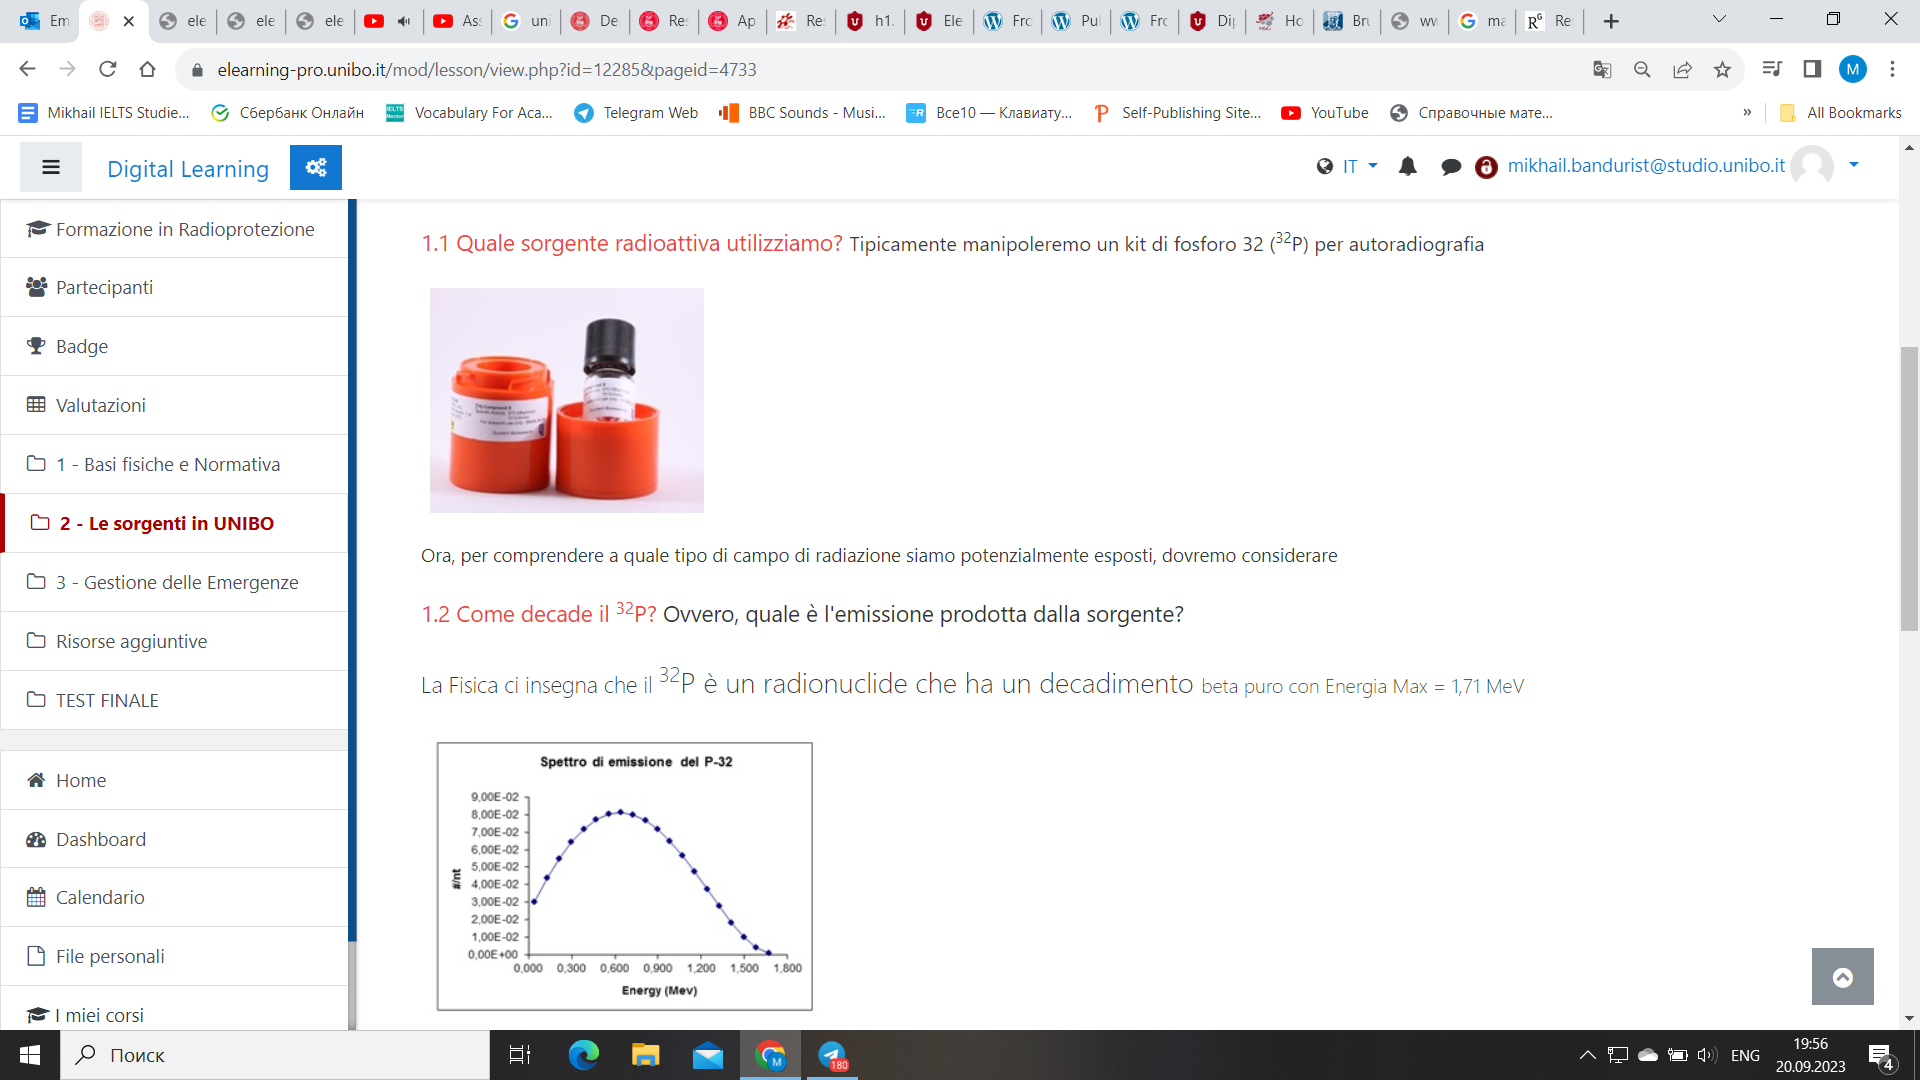 Em
ele
ele
ele
Ass
uni
De
Re
Ap
Re
h1.
Ele
Fro
Pul
Fro
Dip
Ho
Bru
ww
ma
Re
elearning-pro.unibo.it/mod/lesson/view.php?id=12285&pageid=4733
M
Mikhail IELTS Studie...
Сбербанк Онлайн
Vocabulary For Aca...
Telegram Web
BBC Sounds - Musi...
Все10 — Клавиату...
Self-Publishing Site...
YouTube
Справочные мате...
»
All Bookmarks
Digital Learning
IT
mikhail.bandurist@studio.unibo.it
Formazione in Radioprotezione
Partecipanti
Badge
Valutazioni
1 - Basi fisiche e Normativa
2 - Le sorgenti in UNIBO
3 - Gestione delle Emergenze
Risorse aggiuntive
TEST FINALE
Home
Dashboard
Calendario
File personali
I miei corsi
1.1 Quale sorgente radioattiva utilizziamo? Tipicamente manipoleremo un kit di fosforo 32 (32P) per autoradiografia
Ora, per comprendere a quale tipo di campo di radiazione siamo potenzialmente esposti, dovremo considerare
1.2 Come decade il 32P? Ovvero, quale è l'emissione prodotta dalla sorgente?
La Fisica ci insegna che il 32P è un radionuclide che ha un decadimento beta puro con Energia Max = 1,71 MeV
Spettro di emissione del P-32
9,00E-02
8,00E-02
7,00E-02
6,00E-02
5,00E-02
4,00E-02
3,00E-02
2,00E-02
1,00E-02
0,00E+00
#/nt
0,000 0,300 0,600 0,900 1,200 1,500 1,800
Energy (Mev)
Поиск
M
180
ENG
19:56
20.09.2023
4